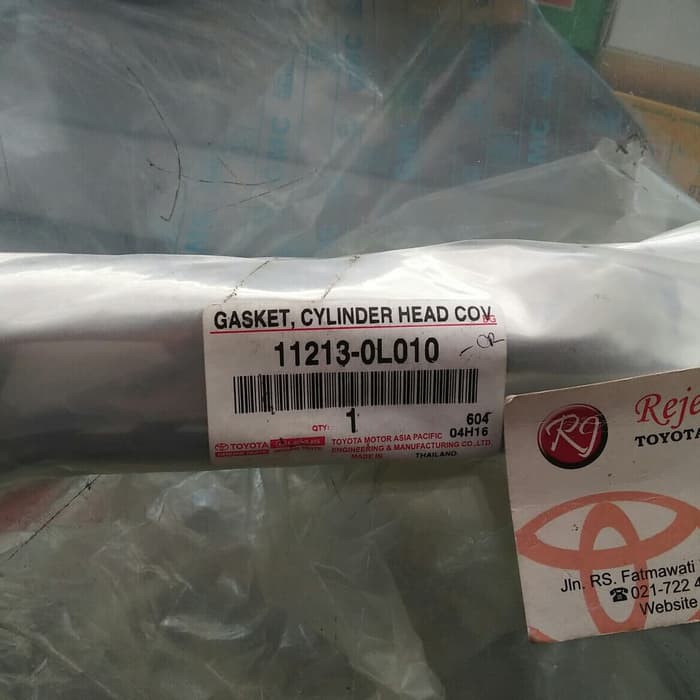 GASKET, CYLINDER HEAD COV
11213-0L010
QTY: 1
604
04H16
TOYOTA LEXUS
TOYOTA MOTOR ASIA PACIFIC
ENGINEERING & MANUFACTURING CO.,LTD
MADE IN THAILAND
RJ
Reje
TOYOTA
Jln. RS. Fatmawati
☎021-722 4
Website